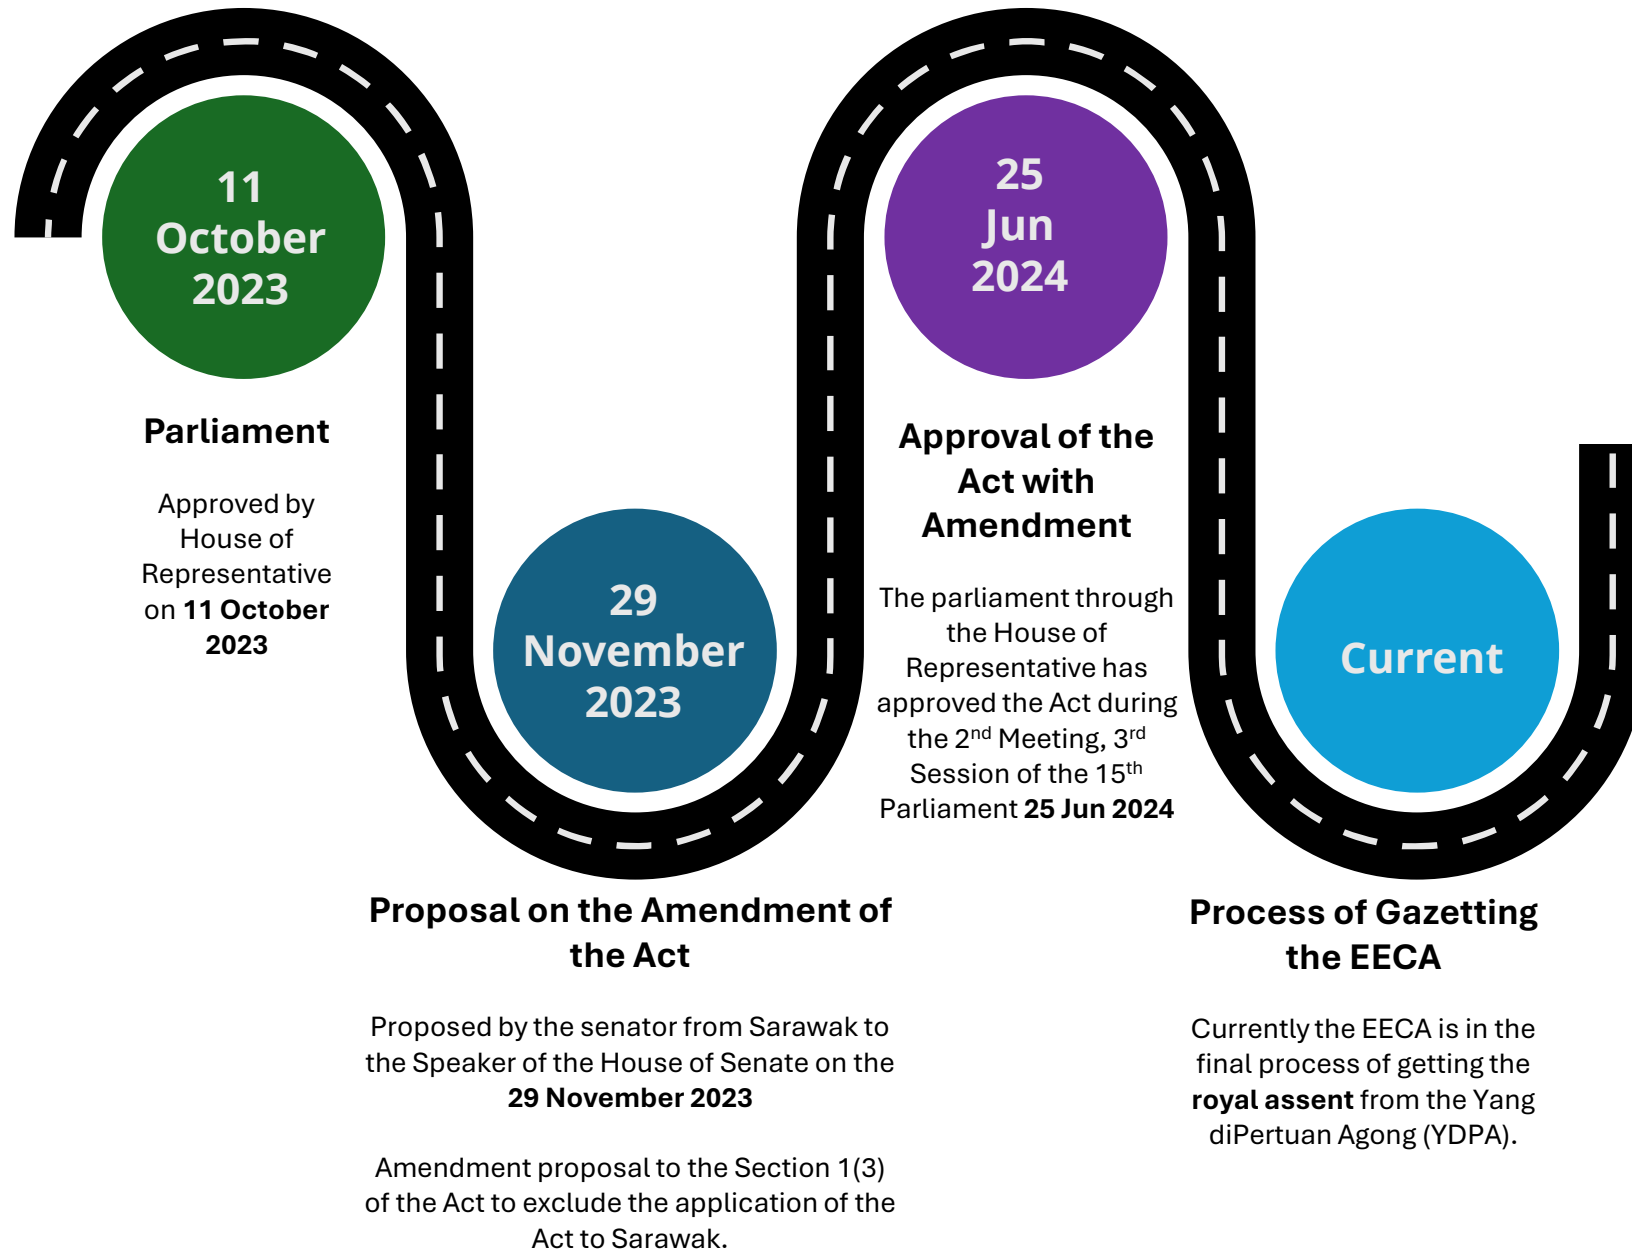 11
October
2023
Parliament
Approved by
House of
Representative
on 11 October
2023
29
November
2023
Proposal on the Amendment of
the Act
Proposed by the senator from Sarawak to
the Speaker of the House of Senate on the
29 November 2023
Amendment proposal to the Section 1(3)
of the Act to exclude the application of the
Act to Sarawak.
25
Jun
2024
Approval of the
Act with
Amendment
The parliament through
the House of
Representative has
approved the Act during
the 2nd Meeting, 3rd
Session of the 15th
Parliament 25 Jun 2024
Current
Process of Gazetting
the EECA
Currently the EECA is in the
final process of getting the
royal assent from the Yang
diPertuan Agong (YDPA).